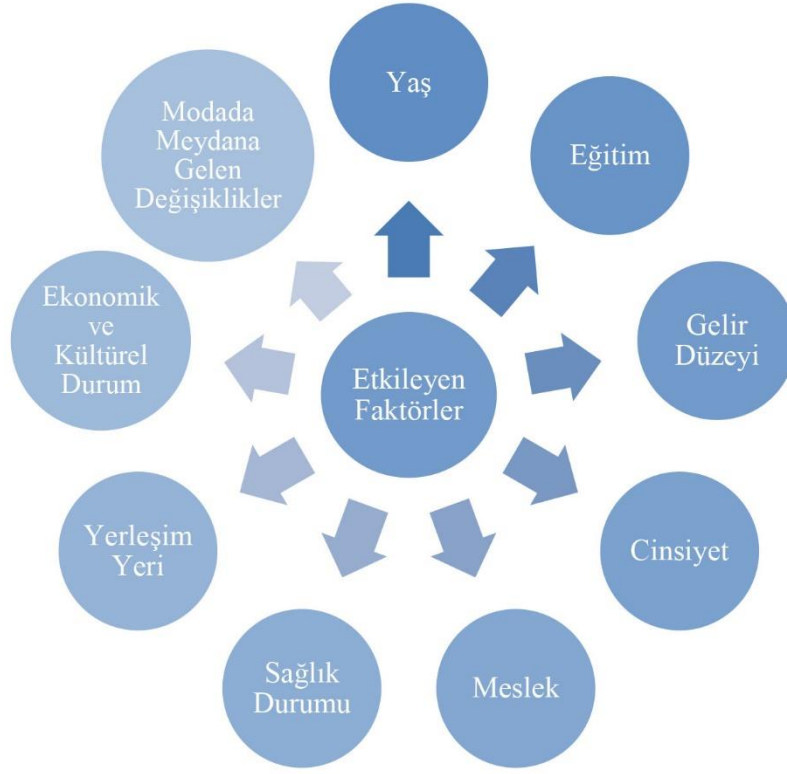 Yaş
Eğitim
Gelir
Düzeyi
Cinsiyet
Meslek
Sağlık
Durumu
Yerleşim
Yeri
Ekonomik
ve
Kültürel
Durum
Modada
Meydana
Gelen
Değişiklikler
Etkileyen
Faktörler